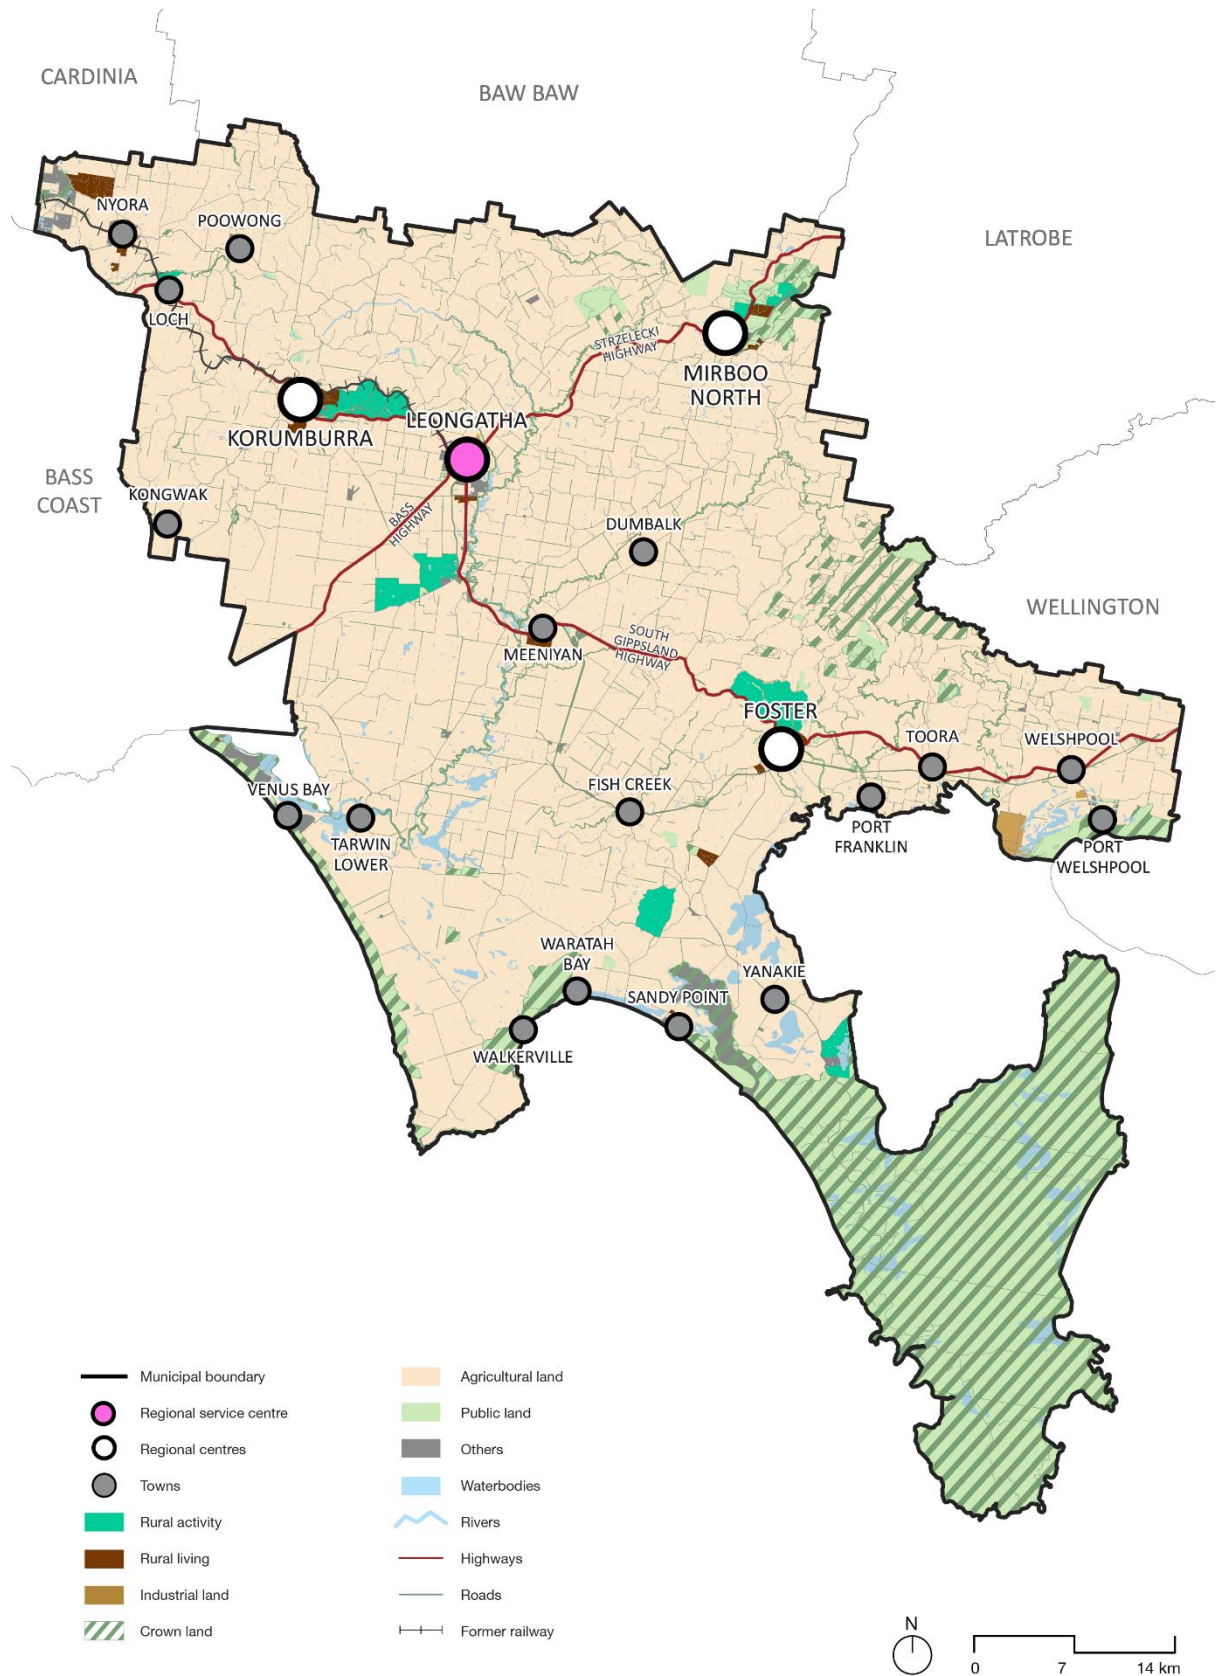 CARDINIA
BAW BAW
LATROBE
NYORA
POOWONG
LOCH
STRZELECKI
HIGHWAY
MIRBOO
NORTH
KORUMBURRA
LEONGATHA
BASS
COAST
KONGWAK
BASS
HIGHWAY
DUMBALK
WELLINGTON
MEENIYAN
SOUTH
GIPPSLAND
HIGHWAY
FOSTER
TOORA
WELSHPOOL
VENUS BAY
FISH CREEK
TARWIN
LOWER
PORT
FRANKLIN
PORT
WELSHPOOL
WARATAH
BAY
YANAKIE
SANDY POINT
WALKERVILLE
Municipal boundary
Regional service centre
Regional centres
Towns
Rural activity
Rural living
Industrial land
Crown land
Agricultural land
Public land
Others
Waterbodies
Rivers
Highways
Roads
Former railway
N
0 7 14 km